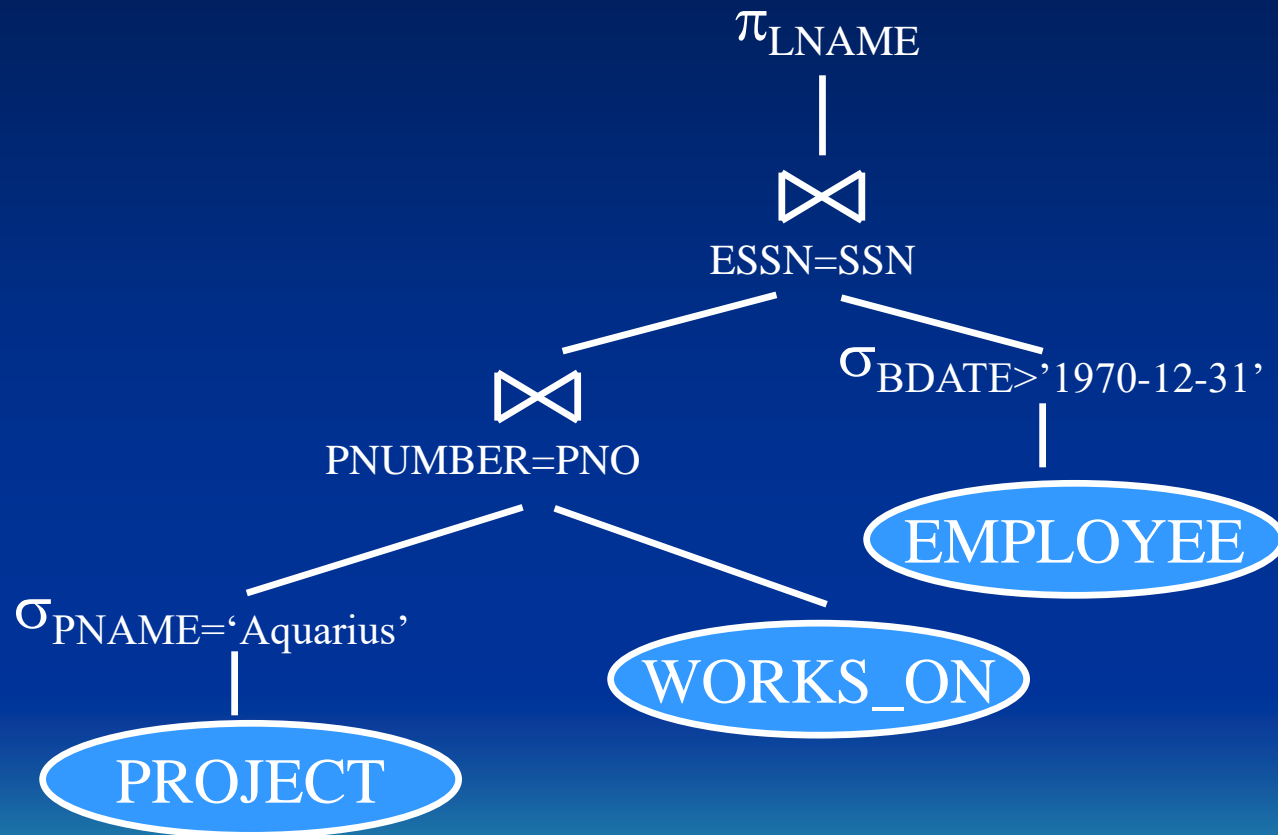 πLNAME
ESSN=SSN
σBDATE>’1970-12-31’
PNUMBER=PNO
EMPLOYEE
σPNAME=‘Aquarius’
WORKS_ON
PROJECT